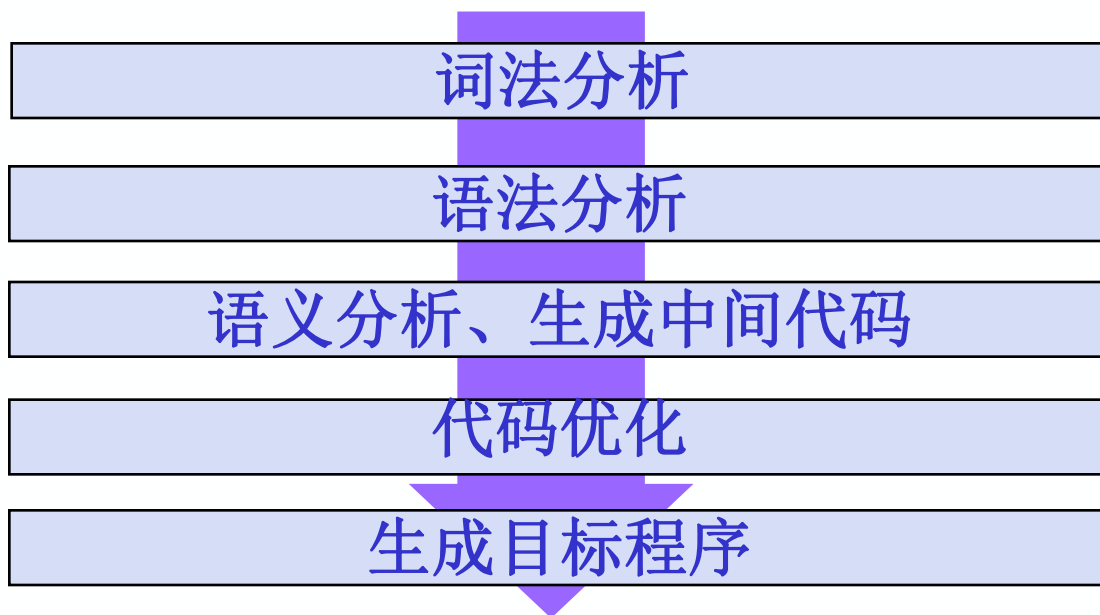 词法分析
语法分析
语义分析、生成中间代码
代码优化
生成目标程序